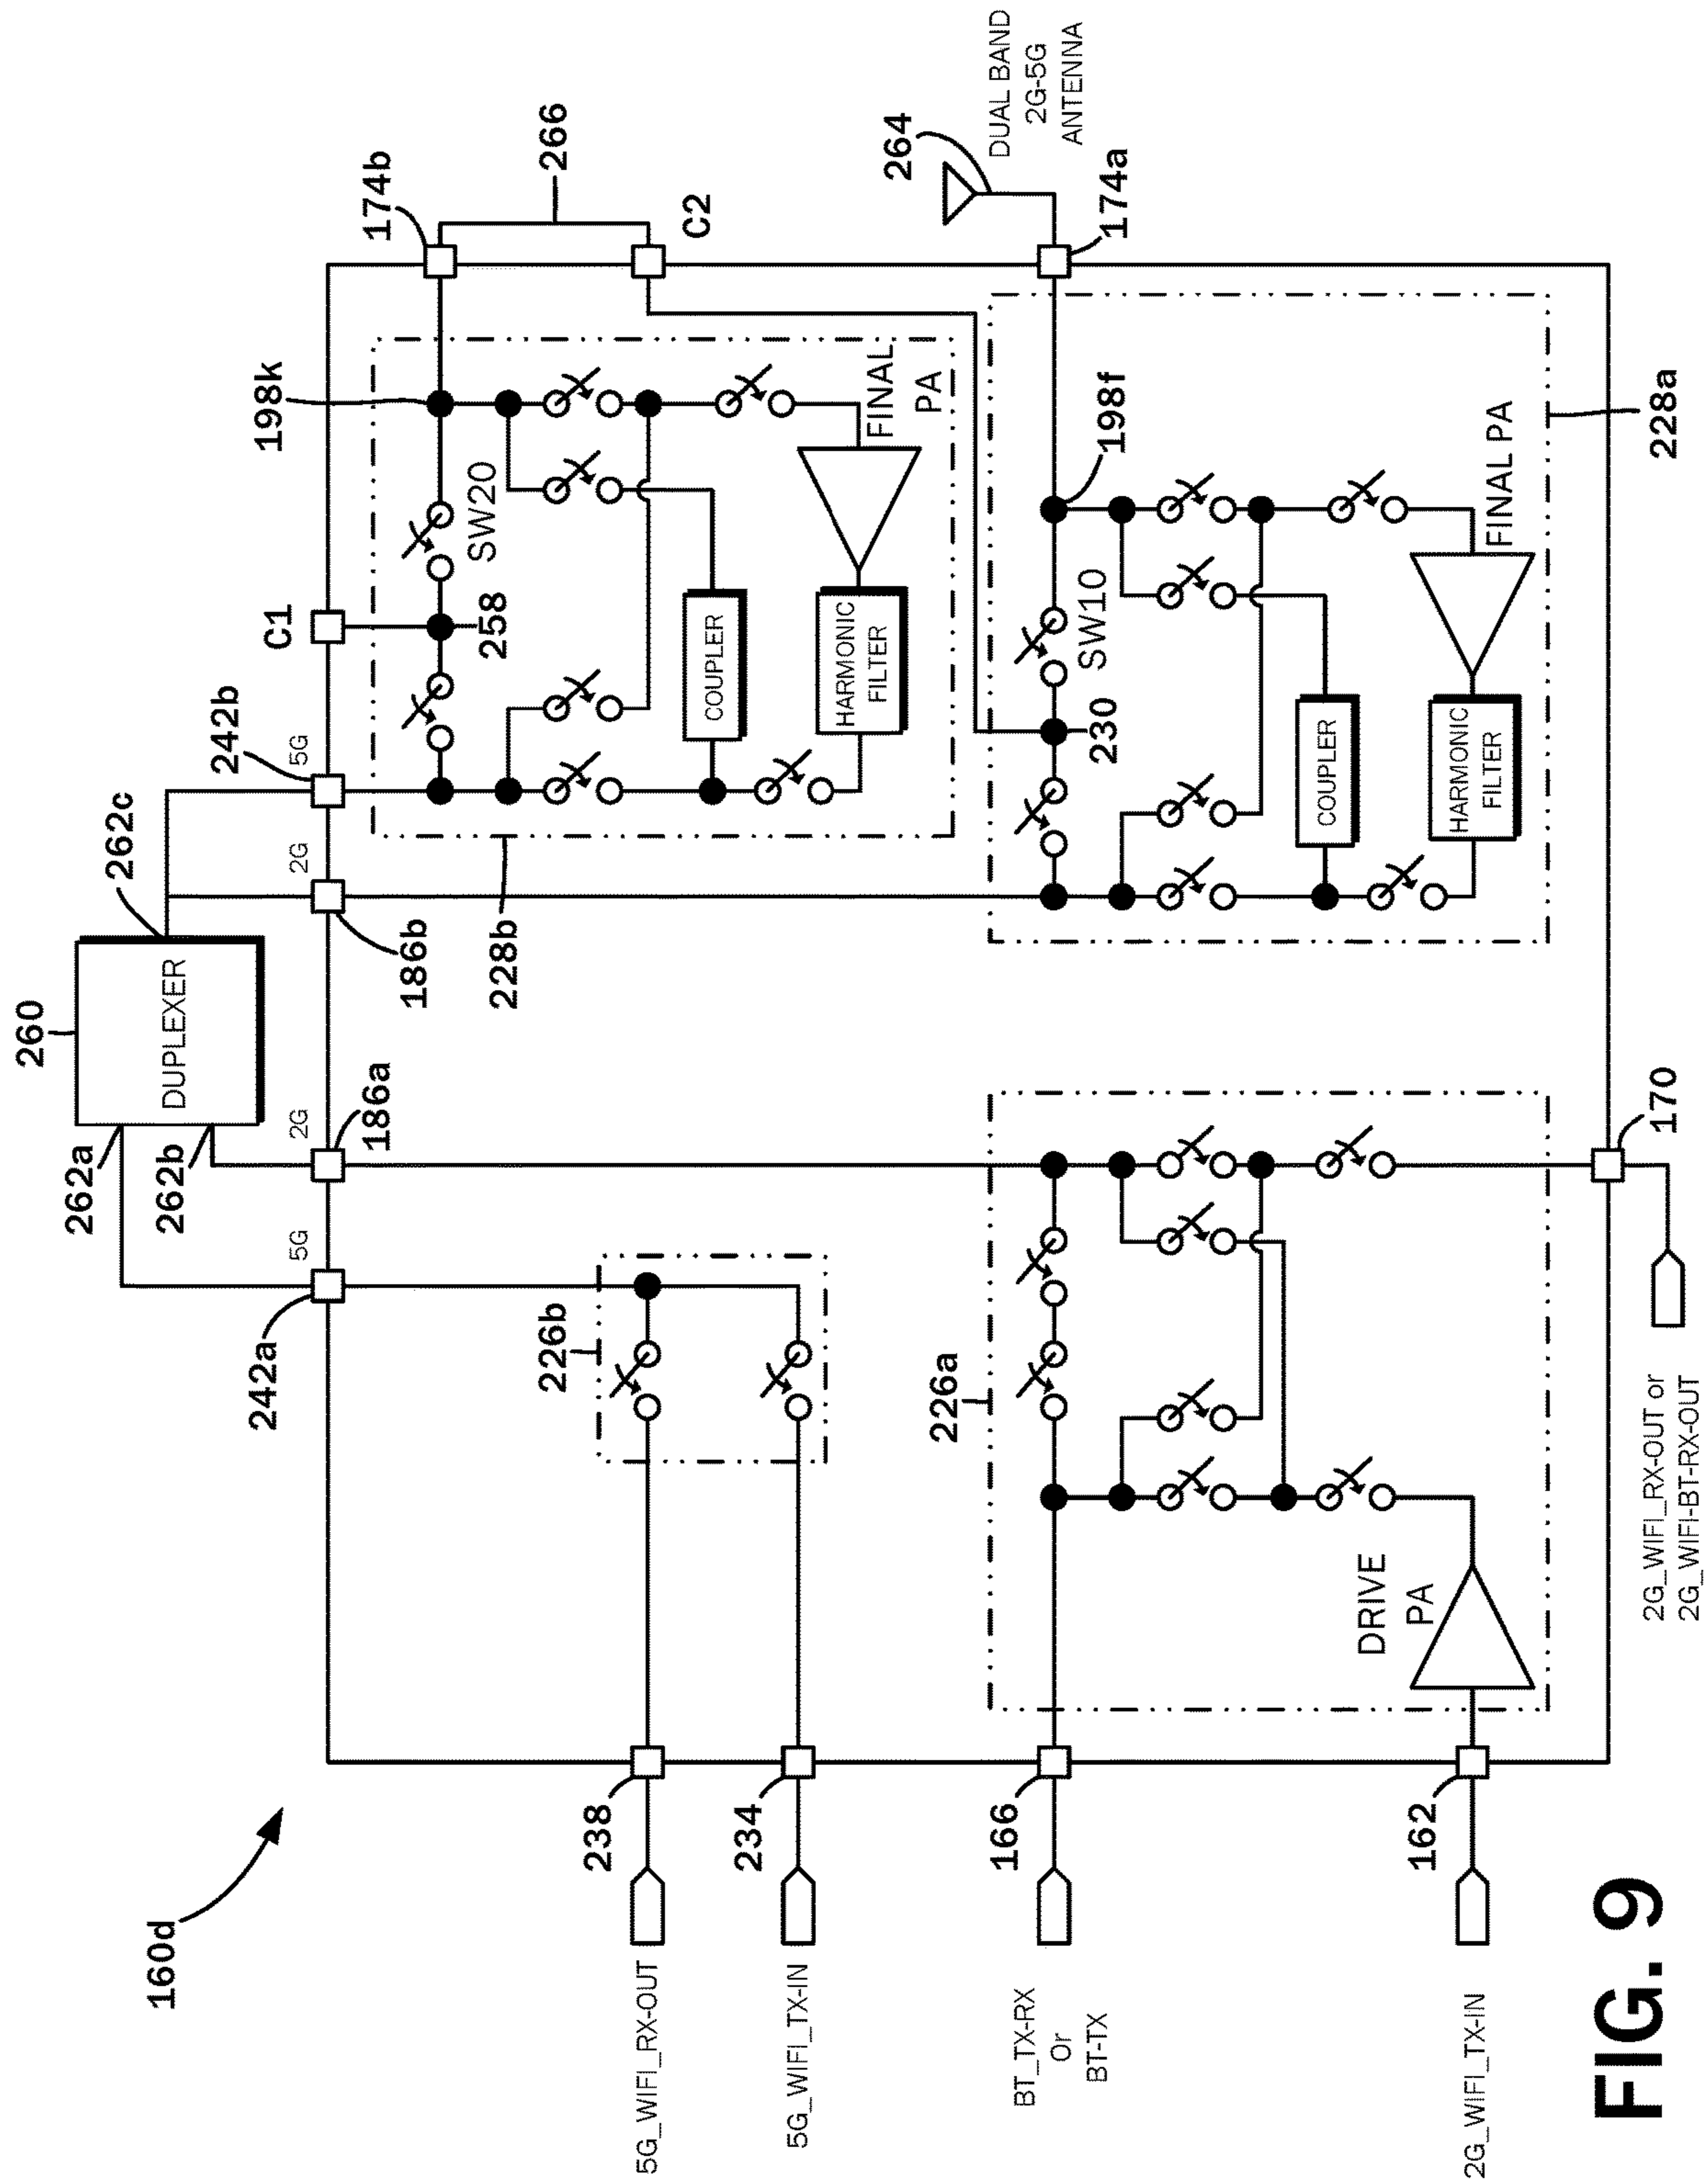 160d
260
DUPLEXER
262a
262b
262c
242a
5G
2G
186a
186b
2G
5G
242b
C1
174b
266
C2
198k
SW20
258
COUPLER
HARMONIC
FILTER
FINAL
PA
228b
264
DUAL BAND
2G-5G
ANTENNA
174a
198f
SW10
230
COUPLER
HARMONIC
FILTER
FINAL PA
228a
226b
226a
DRIVE
PA
238
5G_WIFI_RX-OUT
234
5G_WIFI_TX-IN
166
BT_TX-RX
Or
BT-TX
162
2G_WIFI_TX-IN
170
2G_WIFI_RX-OUT or
2G_WIFI-BT-RX-OUT
FIG. 9